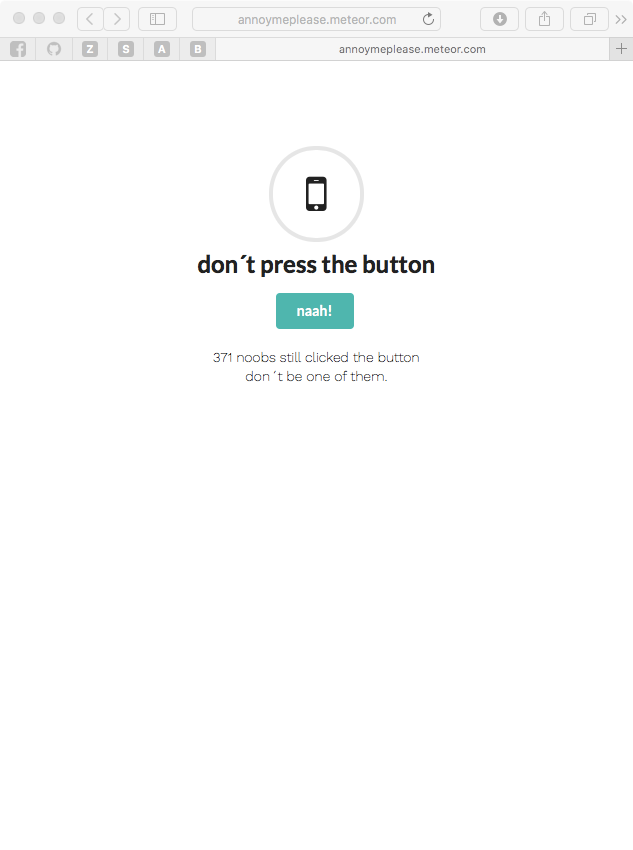 annoymeplease.meteor.com
Z S A B annoymeplease.meteor.com
don´t press the button
naah!
371 noobs still clicked the button
don´t be one of them.